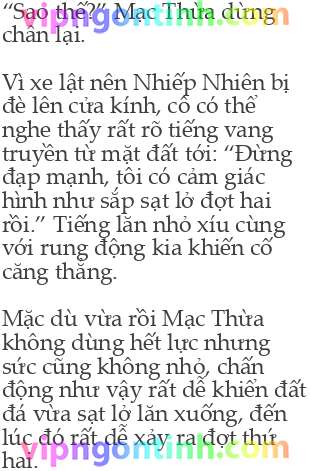 “Sao thế?” Mạc Thừa dừng
chân lại.
Vì xe lật nên Nhiếp Nhiên bị
đè lên cửa kính, cô có thể
nghe thấy rất rõ tiếng vang
truyền từ mặt đất tới: “Đừng
đạp mạnh, tôi có cảm giác
hình như sắp sạt lở đợt hai
rồi.” Tiếng lăn nhỏ xíu cùng
với rung động kia khiến cố
căng thẳng.
Mặc dù vừa rồi Mạc Thừa
không dùng hết lực nhưng
sức cũng không nhỏ, chấn
động như vậy rất dễ khiển đất
đá vừa sạt lở lăn xuống, đến
lúc đó rất dễ xảy ra đợt thứ
hai.
vipngontinh.com
vipngontinh.com